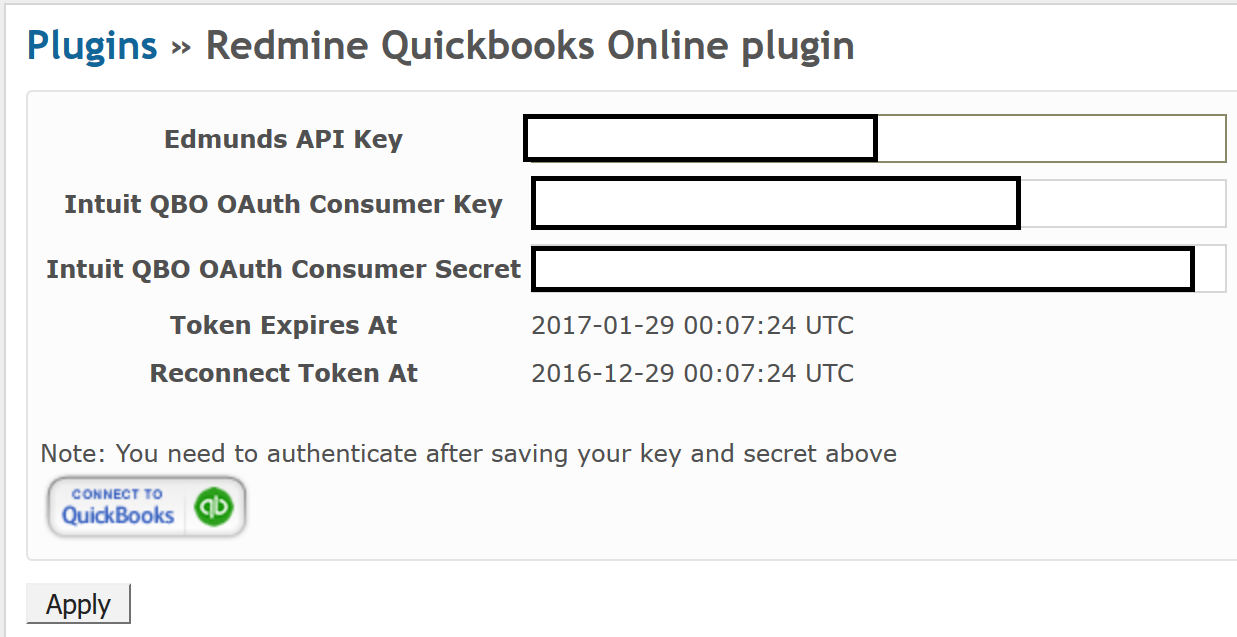 Plugins » Redmine Quickbooks Online plugin
Edmunds API Key
Intuit QBO OAuth Consumer Key
Intuit QBO OAuth Consumer Secret
Token Expires At 2017-01-29 00:07:24 UTC
Reconnect Token At 2016-12-29 00:07:24 UTC
Note: You need to authenticate after saving your key and secret above
CONNECT TO
QuickBooks qb
Apply